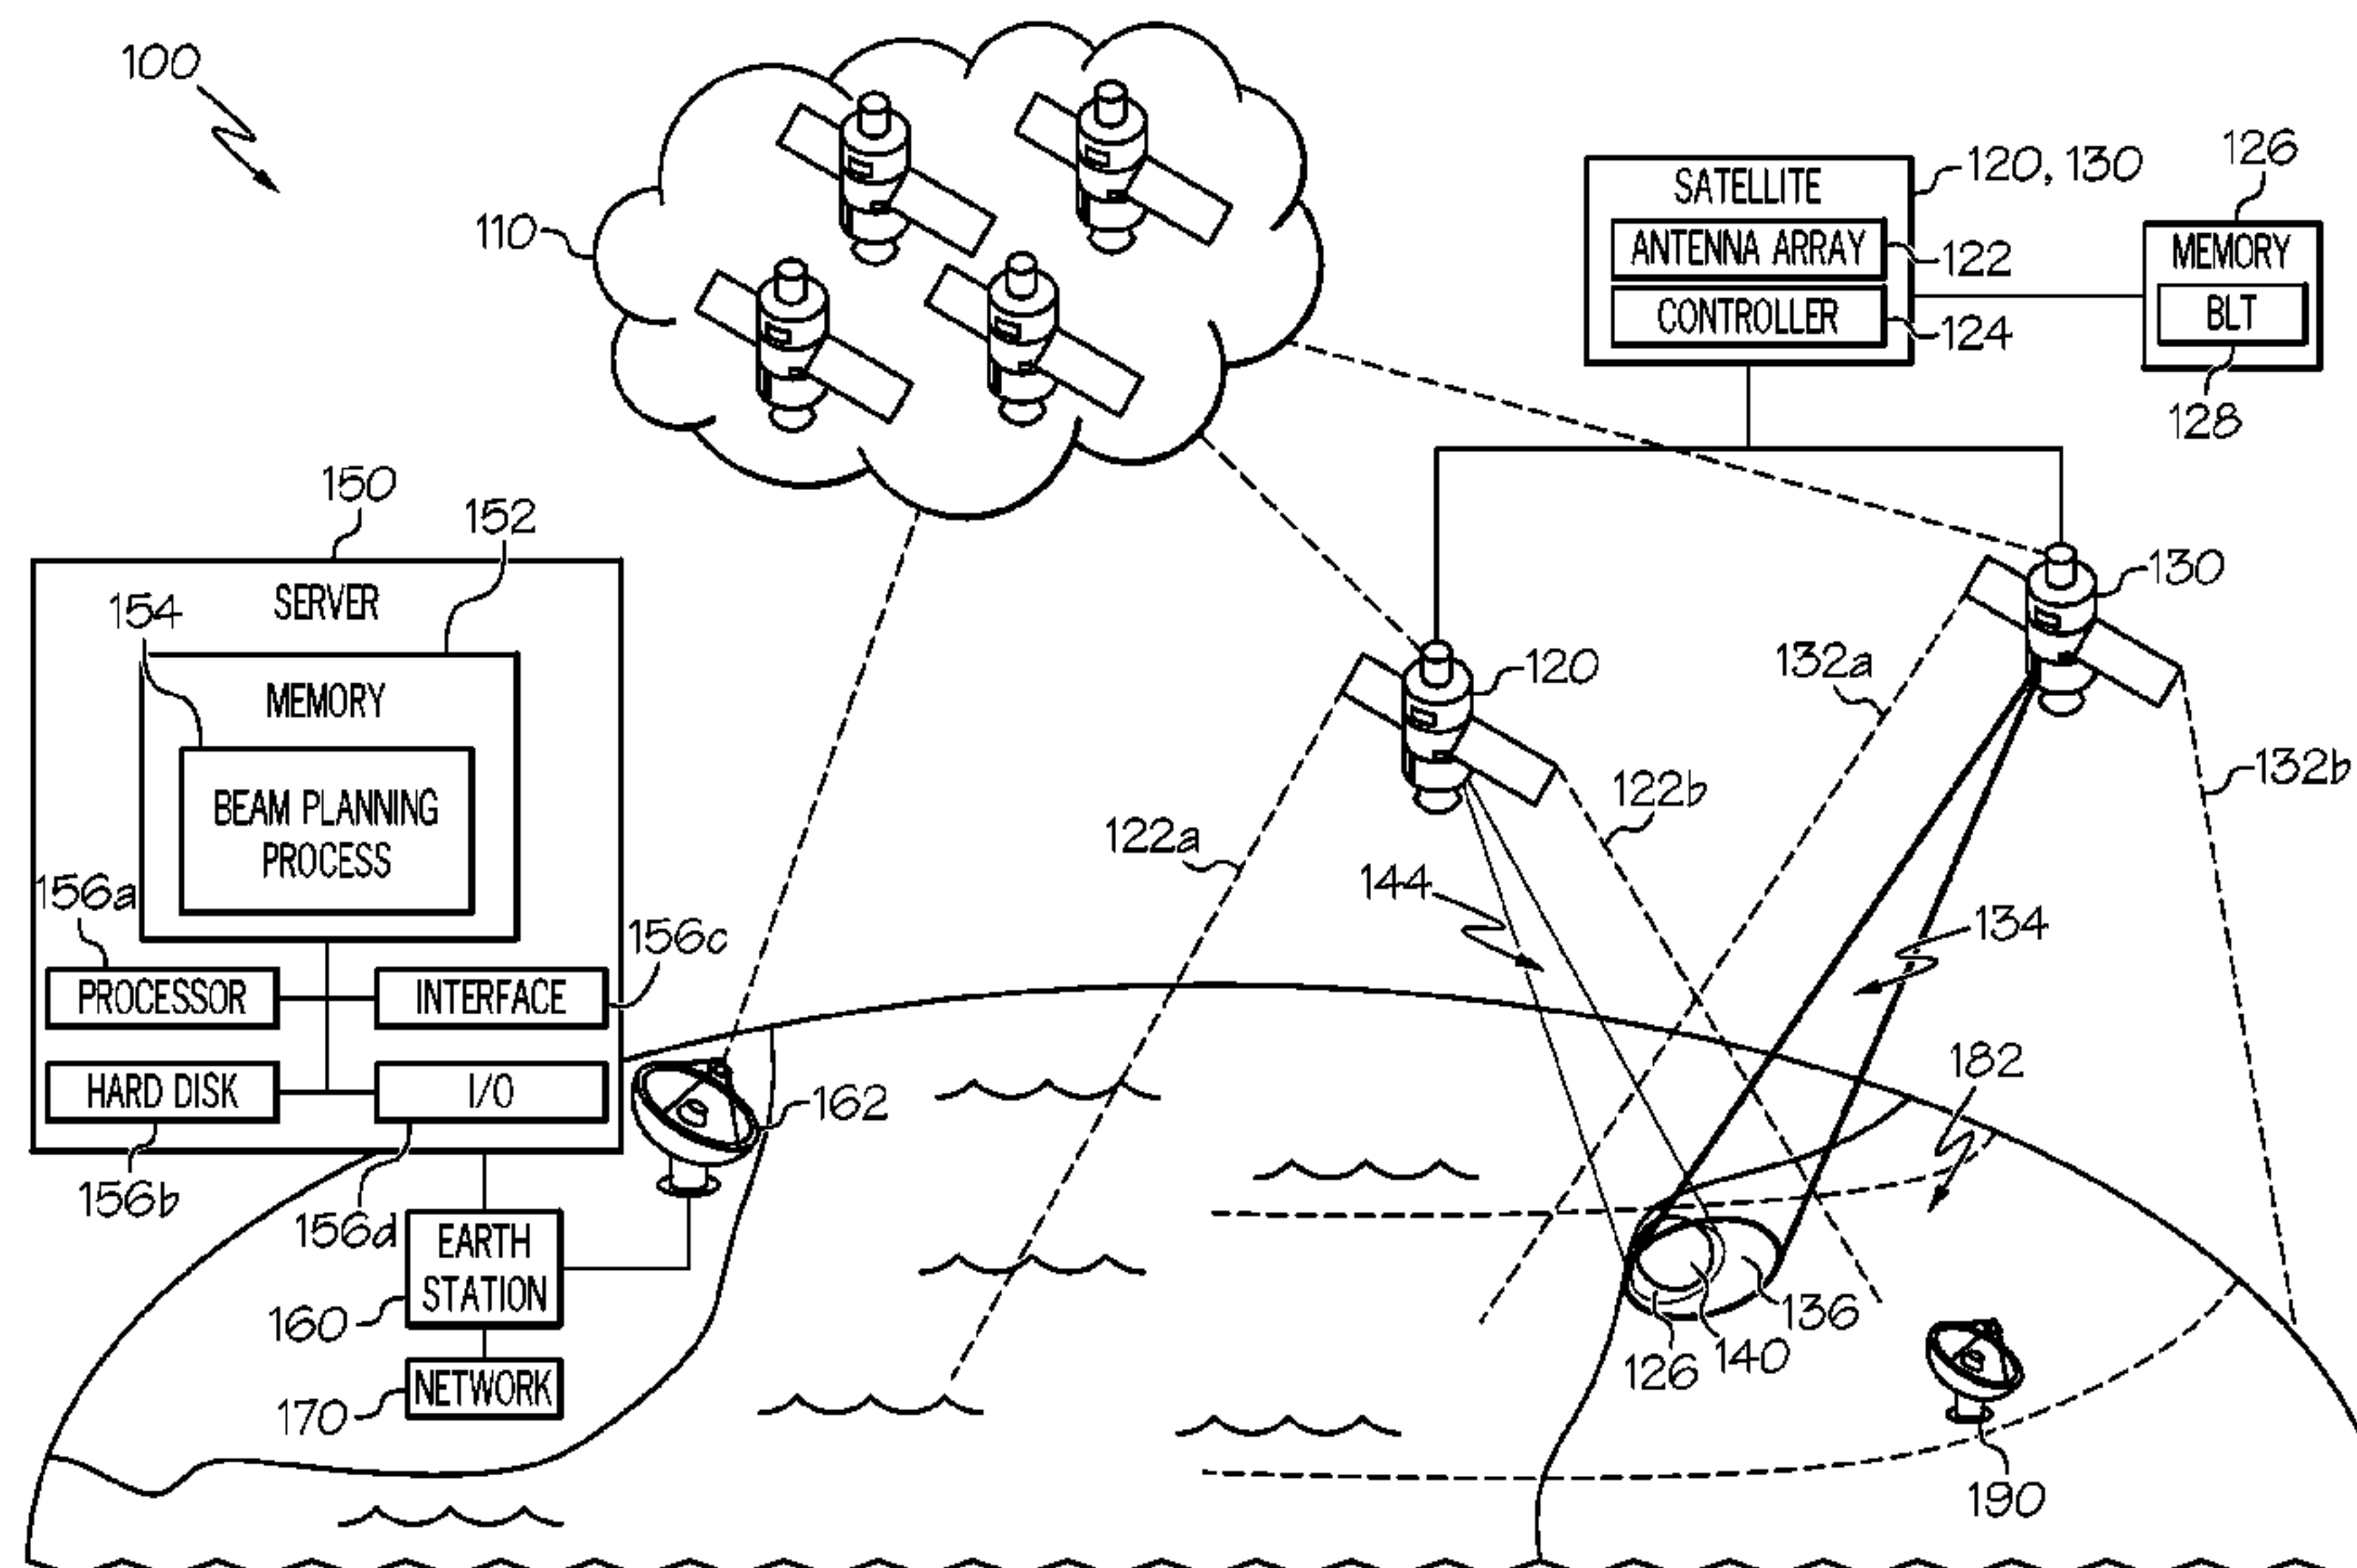 100
110
SATELLITE
120, 130
126
ANTENNA ARRAY
122
MEMORY
CONTROLLER
124
BLT
128
150
152
SERVER
154
MEMORY
BEAM PLANNING
PROCESS
156a
156c
PROCESSOR
INTERFACE
HARD DISK
I/O
156b
156d
162
EARTH
STATION
160
NETWORK
170
130
120
132a
132b
122a
122b
144
134
182
136
140
126
190